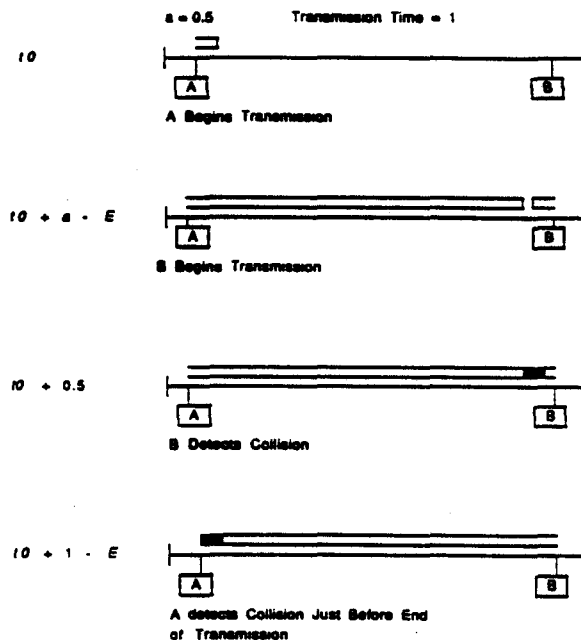 a = 0.5 Transmission Time = 1
t0
A B
A Begins Transmission
t0 + a - E
A B
B Begins Transmission
t0 + 0.5
A B
B Detects Collision
t0 + 1 - E
A B
A detects Collision Just Before End
of Transmission